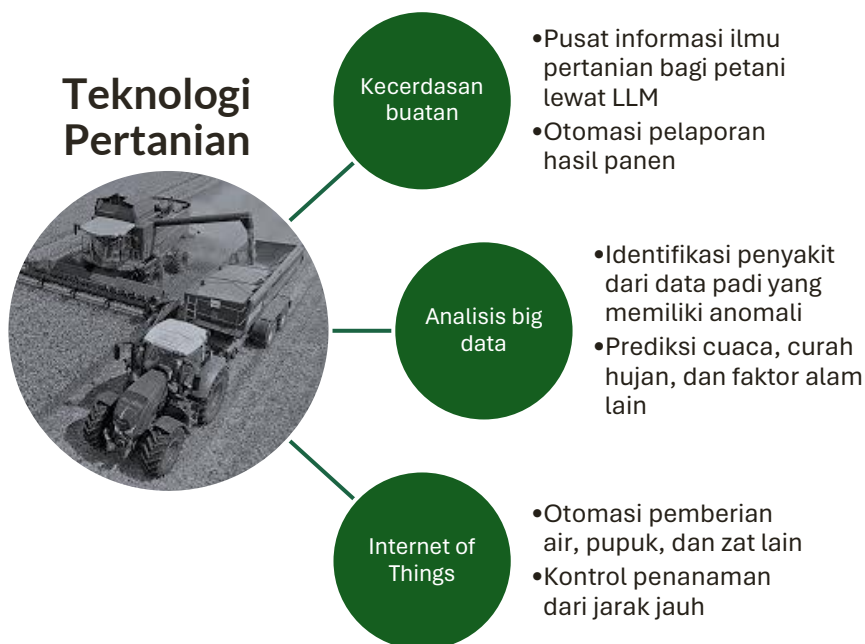 Teknologi
Pertanian
Kecerdasan
buatan
•Pusat informasi ilmu
pertanian bagi petani
lewat LLM
•Otomasi pelaporan
hasil panen
Analisis big
data
•Identifikasi penyakit
dari data padi yang
memiliki anomali
•Prediksi cuaca, curah
hujan, dan faktor alam
lain
Internet of
Things
•Otomasi pemberian
air, pupuk, dan zat lain
•Kontrol penanaman
dari jarak jauh